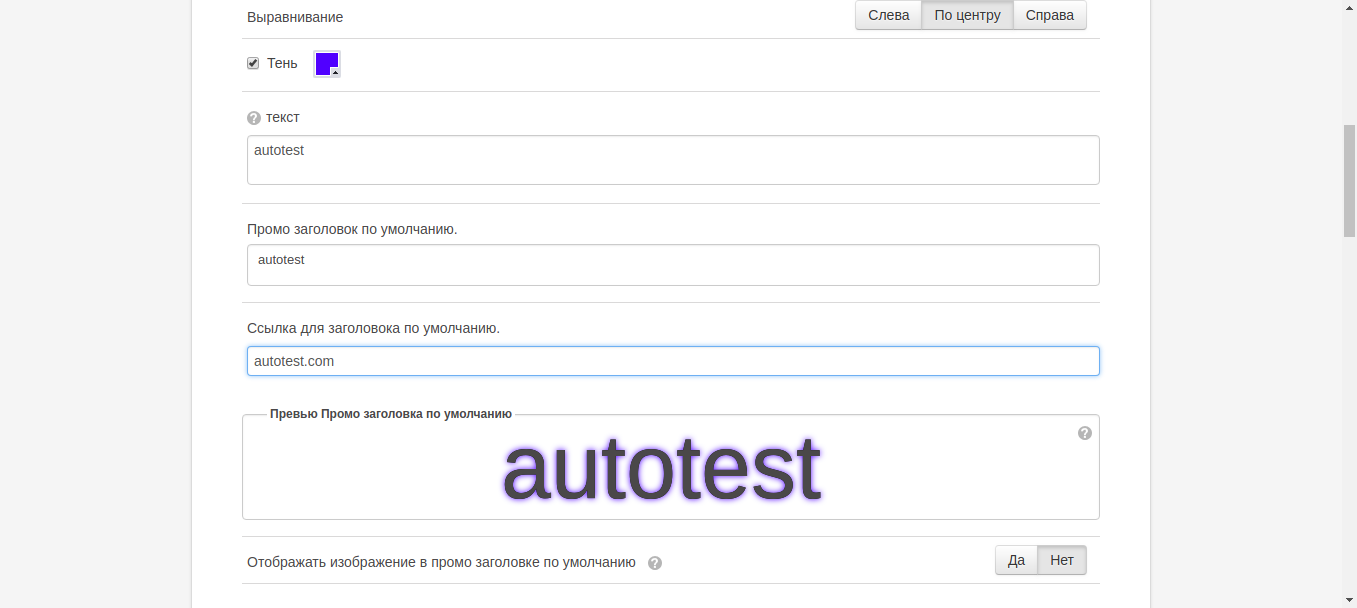 Выравнивание
Слева По центру Справа
Тень
? текст
autotest
Промо заголовок по умолчанию.
autotest
Ссылка для заголовока по умолчанию.
autotest.com
Превью Промо заголовка по умолчанию
?
autotest
Отображать изображение в промо заголовке по умолчанию ?
Да Нет